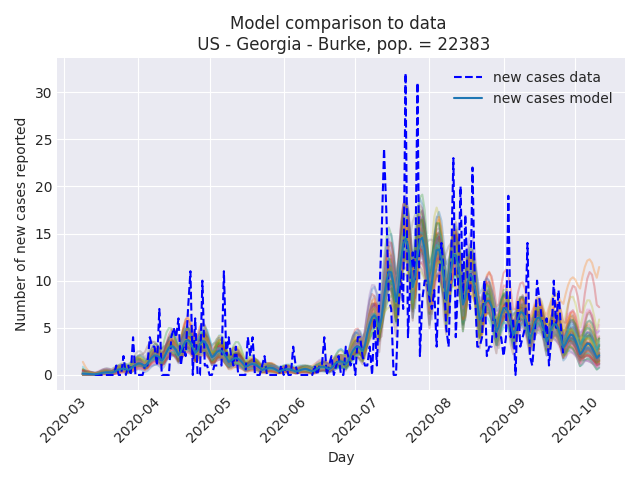 Model comparison to data
US - Georgia - Burke, pop. = 22383
new cases data
new cases model
Number of new cases reported
30
25
20
15
10
5
0
2020-03
2020-04
2020-05
2020-06
2020-07
2020-08
2020-09
2020-10
Day